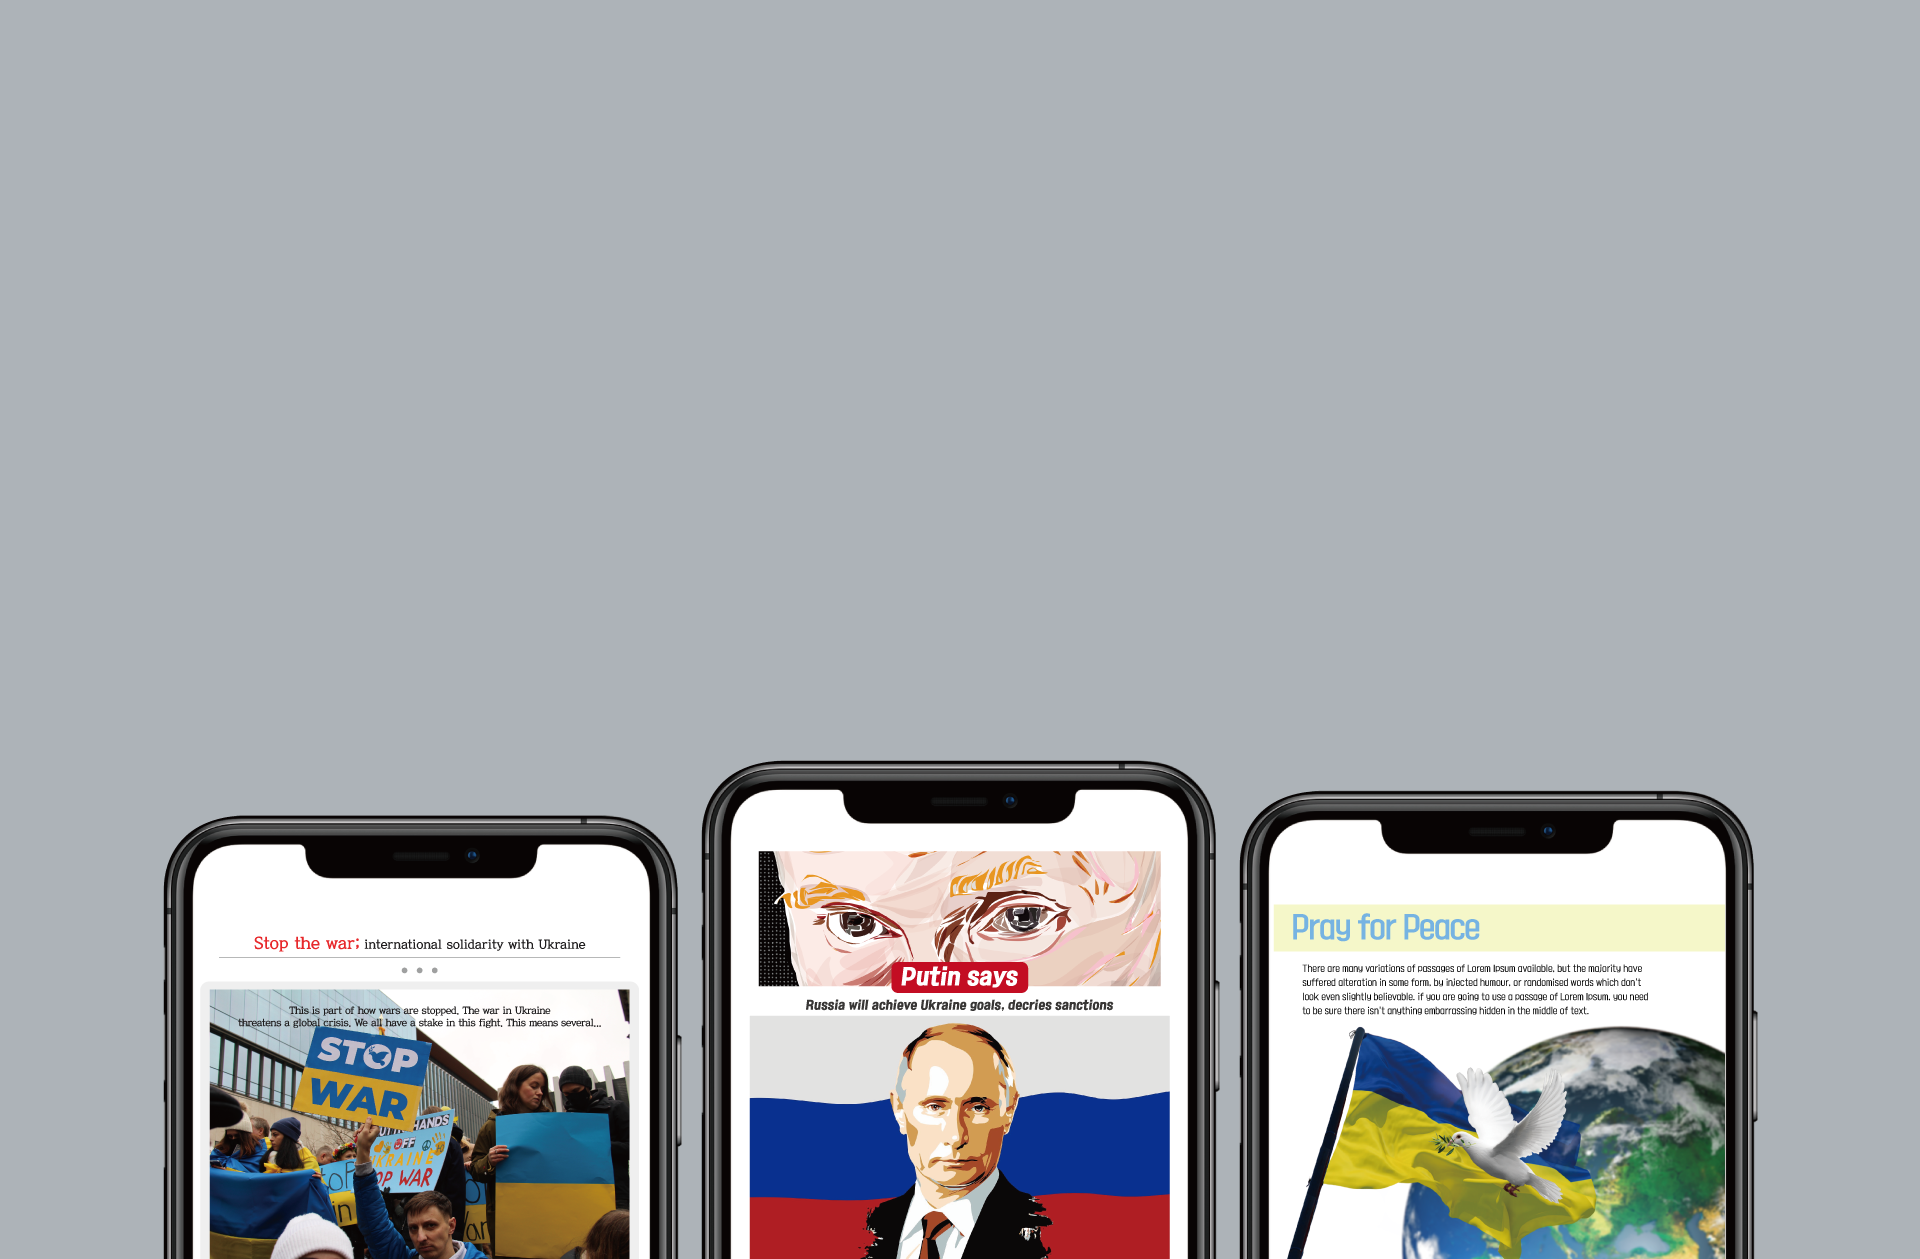 Stop the war; international solidarity with Ukraine
This is part of how wars are stopped. The war in Ukraine
threatens a global crisis. We all have a stake in this fight. This means several...
STOP
WAR
HANDS
OFF
UKRAINE
OP WAR
in
Putin says
Russia will achieve Ukraine goals, decries sanctions
Pray for Peace
There are many variations of passages of Lorem Ipsum available, but the majority have
suffered alteration in some form, by injected humour, or randomised words which don't
look even slightly believable. if you are going to use a passage of Lorem Ipsum, you need
to be sure there isn't anything embarrassing hidden in the middle of text.